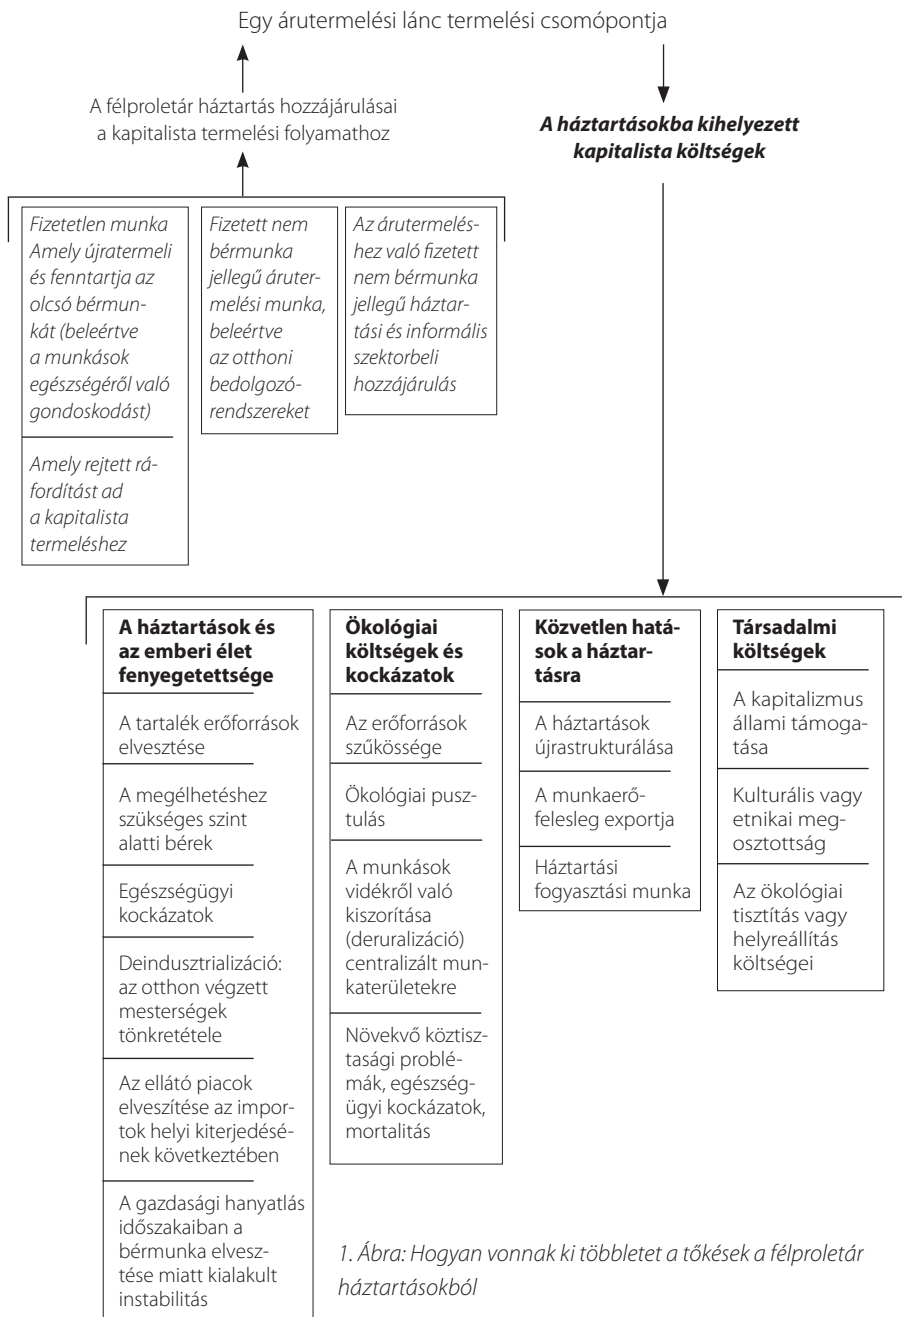 Egy árutermelési lánc termelési csomópontja
A félproletár háztartás hozzájárulásai
a kapitalista termelési folyamathoz
A háztartásokba kihelyezett
kapitalista költségek
Fizetetlen munka
Amely újratermeli
és fenntartja az
olcsó bérmun-
kát (beleértve
a munkások
egészségéről való
gondoskodást)
Amely rejtett rá-
fordítást ad
a kapitalista
termeléshez
Fizetett nem
bérmunka
jellegű áruter-
melési munka,
beleértve
az otthoni
bedolgozó-
rendszereket
Az árutermelés-
hez való fizetett
nem bérmunka
jellegű háztar-
tási és informális
szektorbeli
hozzájárulás
A háztartások és
az emberi élet
fenyegetettsége
A tartalék erőforrások
elvesztése
A megélhetéshez
szükséges szint
alatti bérek
Egészségügyi
kockázatok
Deindusztrializáció:
az otthon végzett
mesterségek
tönkretétele
Az ellátó piacok
elveszítése az impor-
tok helyi kiterjedésé-
nek következtében
A gazdasági hanyatlás
időszakaiban a
bérmunka elvesz-
tése miatt kialakult
instabilitás
Ökológiai
költségek és
kockázatok
Az erőforrások
szűkössége
Ökológiai pusz-
tulás
A munkások
vidékről való
kiszorítása
(deruralizáció)
centralizált mun-
katerületekre
Növekvő köztisz-
tasági problé-
mák, egészség-
ügyi kockázatok,
mortalitás
Közvetlen hatá-
sok a háztar-
tásra
A háztartások
újrastrukturálása
A munkaerő-
felesleg exportja
Háztartási
fogyasztási munka
Társadalmi
költségek
A kapitalizmus
állami támoga-
tása
Kulturális vagy
etnikai meg-
osztottság
Az ökológiai
tisztítás vagy
helyreállítás
költségei
1. Ábra: Hogyan vonnak ki többletet a tőkések a félproletár
háztartásokból